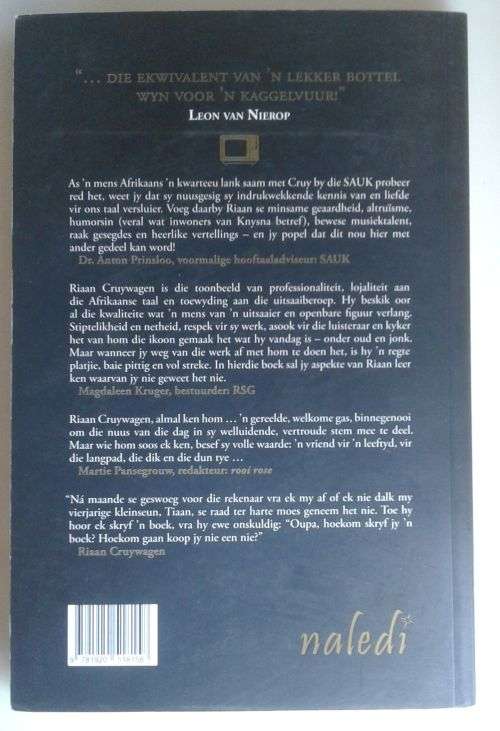 “... DIE EKWIVALENT VAN ’N LEKKER BOTTEL
WYN VOOR ’N KAGGELVUUR!”
LEON VAN NIEROP
As ’n mens Afrikaans ’n kwarteeu lank saam met Cruy by die SAUK probeer
red het, weet jy dat sy nuusgesig sy indrukwekkende kennis van en liefde
vir ons taal versluier. Voeg daarby Riaan se minsame geaardheid, altruïsme,
humorsin (veral wat inwoners van Knysna betref), bewese musiektalent,
raak gesegdes en heerlike vertellings – en jy popel dat dit nou hier met
ander gedeel kan word!
Dr. Anton Prinsloo, voormalige hooftaaladviseur: SAUK
Riaan Cruywagen is die toonbeeld van professionaliteit, lojaliteit aan
die Afrikaanse taal en toewyding aan die uitsaaiberoep. Hy beskik oor
al die kwaliteite wat ’n mens van ’n uitsaaier en openbare figuur verlang.
Stiptelikheid en netheid, respek vir sy werk, asook vir die luisteraar en kyker
het van hom die ikoon gemaak het wat hy vandag is – onder oud en jonk.
Maar wanneer jy weg van die werk af met hom te doen het, is hy ’n regte
platjie, baie pittig en vol streke. In hierdie boek sal jy aspekte van Riaan leer
ken waarvan jy nie geweet het nie.
Magdaleen Kruger, bestuurder: RSG
Riaan Cruywagen, almal ken hom ... ’n gereelde, welkome gas, binnegenooi
om die nuus van die dag in sy welluidende, vertroude stem mee te deel.
Maar wie hom soos ek ken, besef sy volle waarde: ’n vriend vir ’n leeftyd, vir
die langpad, die dik en die dun tye ...
Martie Pansegrouw, redakteur: rooi rose
“Ná maande se geswoeg voor die rekenaar vra ek my af of ek nie dalk my
vierjarige kleinseun, Tiaan, se raad ter harte moes geneem het nie. Toe hy
hoor ek skryf ’n boek, vra hy ewe onskuldig: “Oupa, hoekom skryf jy ’n
boek? Hoekom gaan koop jy nie een nie?”
Riaan Cruywagen
naledi